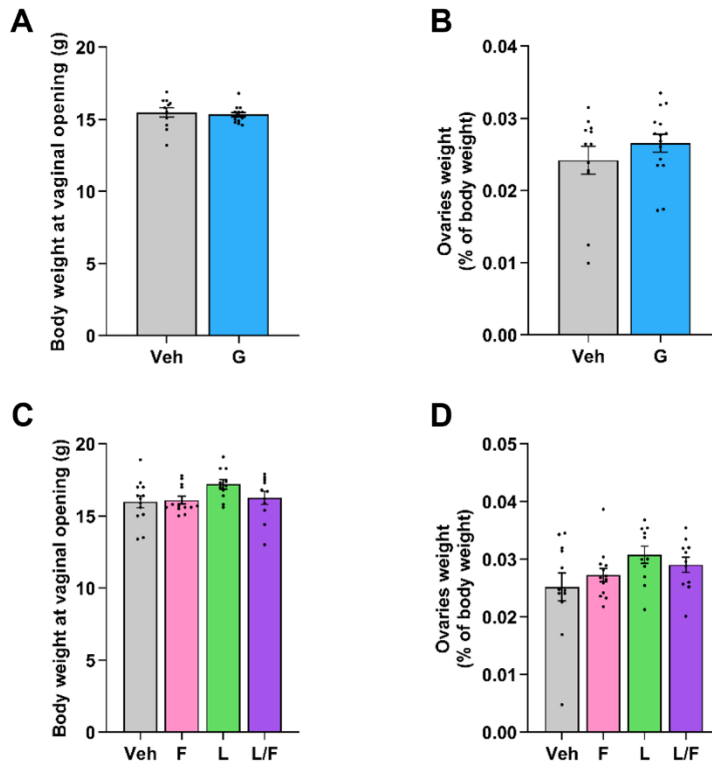 A
Body weight at vaginal opening (g)
20
15
10
5
0
Veh G
B
Ovaries weight
(% of body weight)
0.04
0.03
0.02
0.01
0.00
Veh G
C
Body weight at vaginal opening (g)
20
15
10
5
0
Veh F L L/F
D
Ovaries weight
(% of body weight)
0.05
0.04
0.03
0.02
0.01
0.00
Veh F L L/F